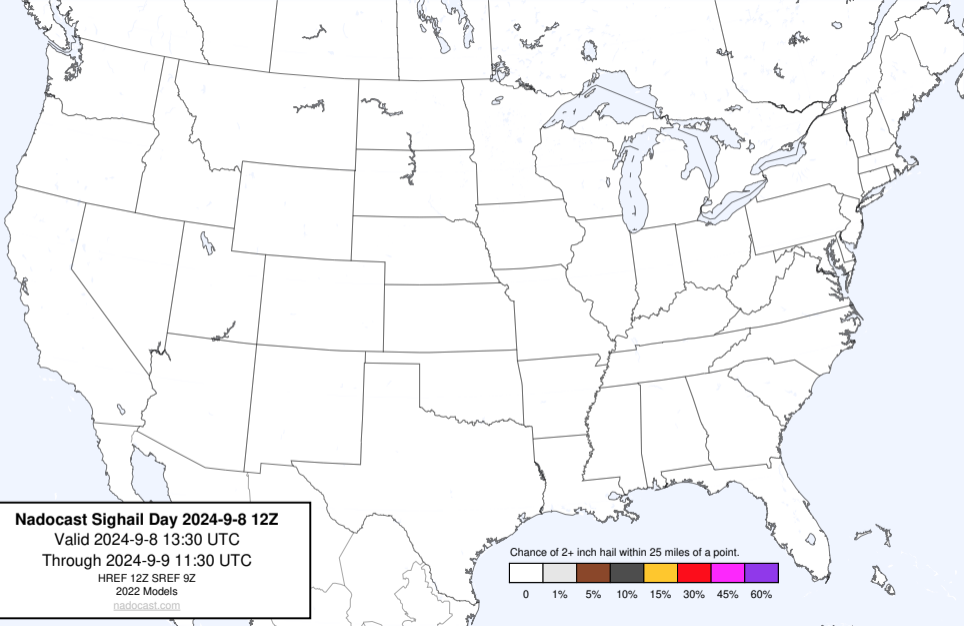 Nadocast Sighail Day 2024-9-8 12Z
Valid 2024-9-8 13:30 UTC
Through 2024-9-9 11:30 UTC
HREF 12Z SREF 9Z
2022 Models
nadocast.com
Chance of 2+ inch hail within 25 miles of a point.
0 1% 5% 10% 15% 30% 45% 60%